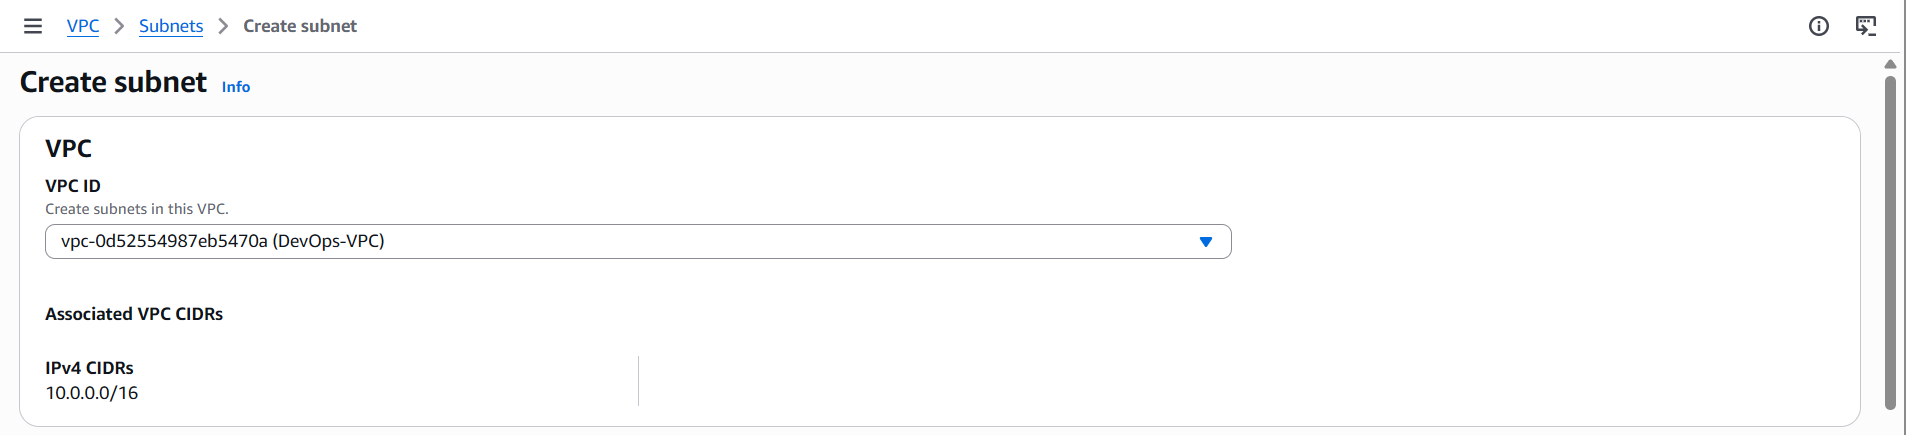 VPC > Subnets > Create subnet
Create subnet Info
VPC
VPC ID
Create subnets in this VPC.
vpc-0d52554987eb5470a (DevOps-VPC)
Associated VPC CIDRs
IPv4 CIDRs
10.0.0.0/16